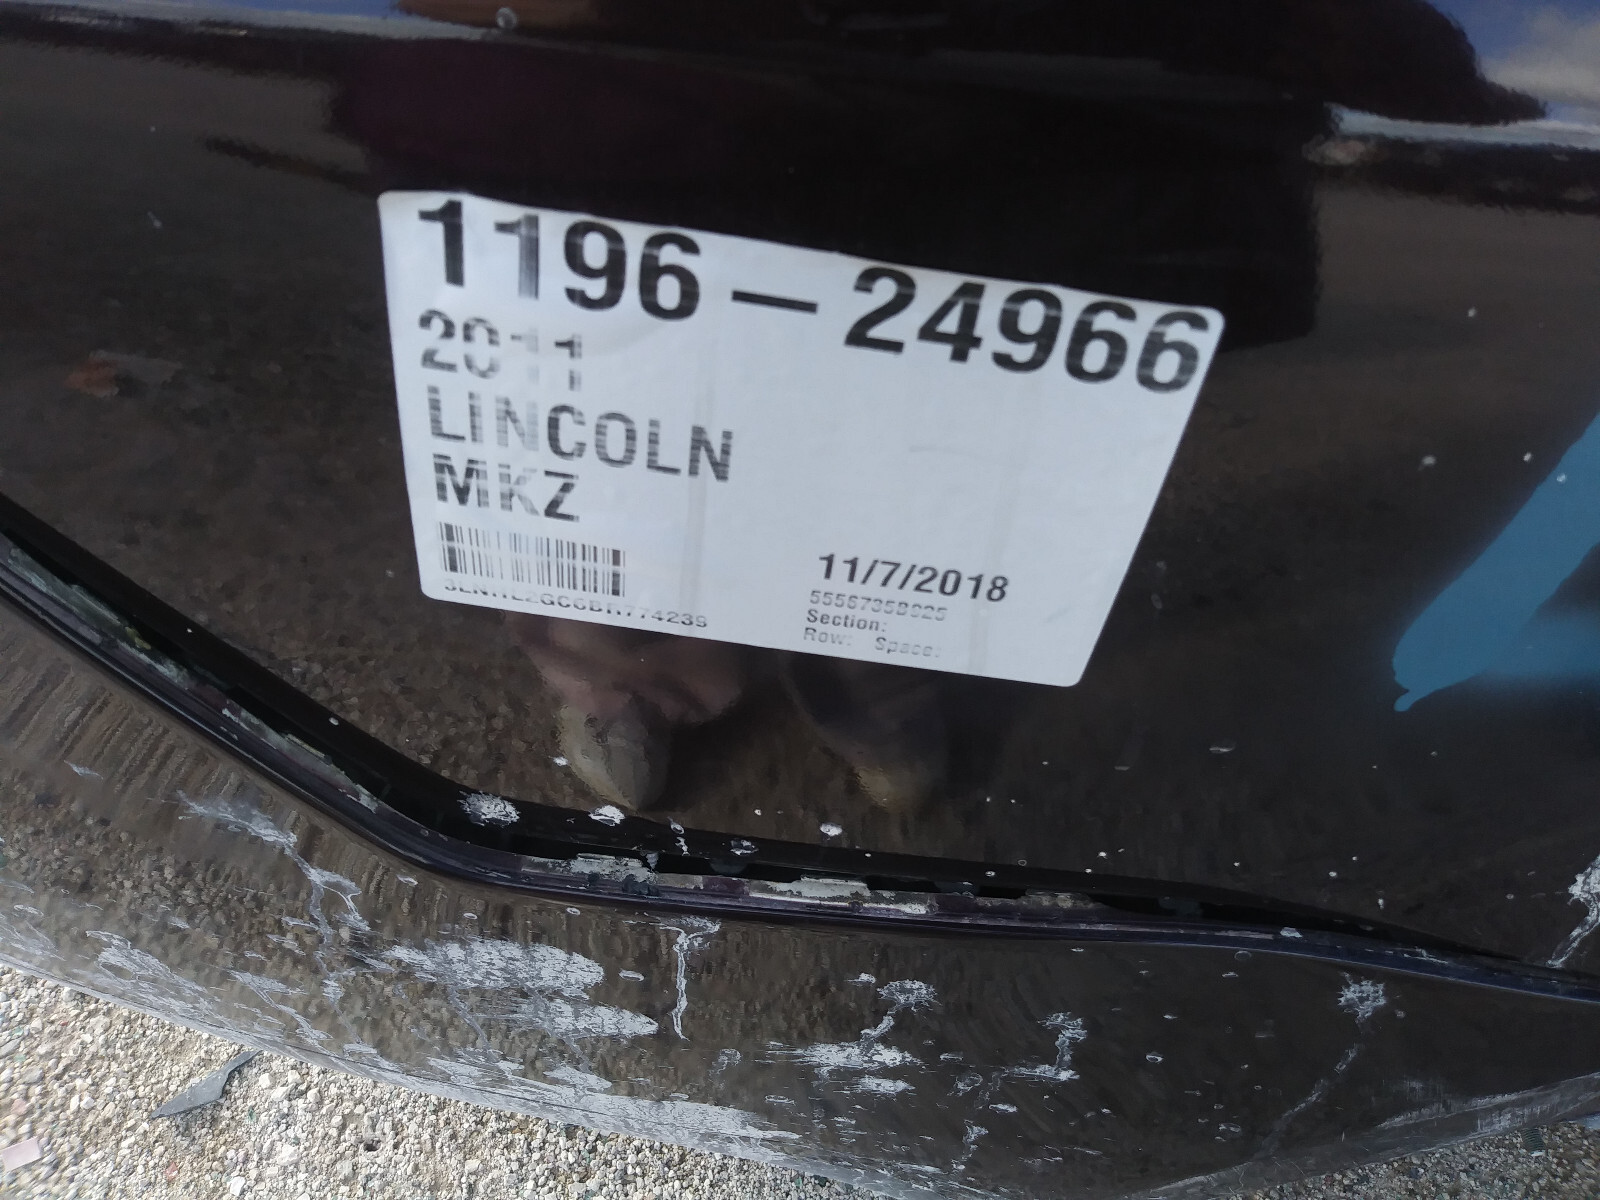 1196-24966
2011
LINCOLN
MKZ
11/7/2018
Section:
Row: Space: